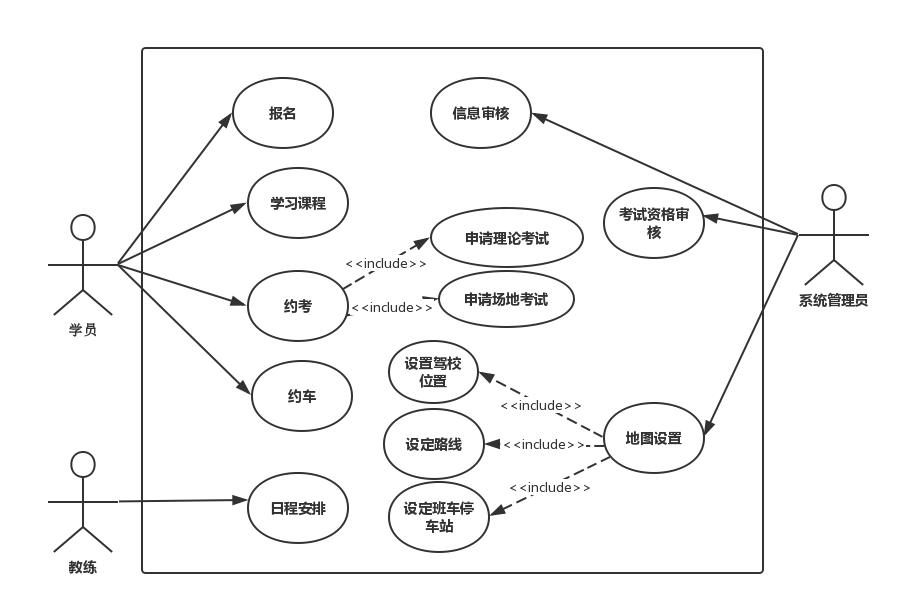 报名
信息审核
学习课程
考试资格审
核
申请理论考试
<<include>>
约考
申请场地考试
<<include>>
学员
系统管理员
设置驾校
位置
约车
<<include>>
设定路线
<<include>>
地图设置
<<include>>
日程安排
设定班车停
车站
教练